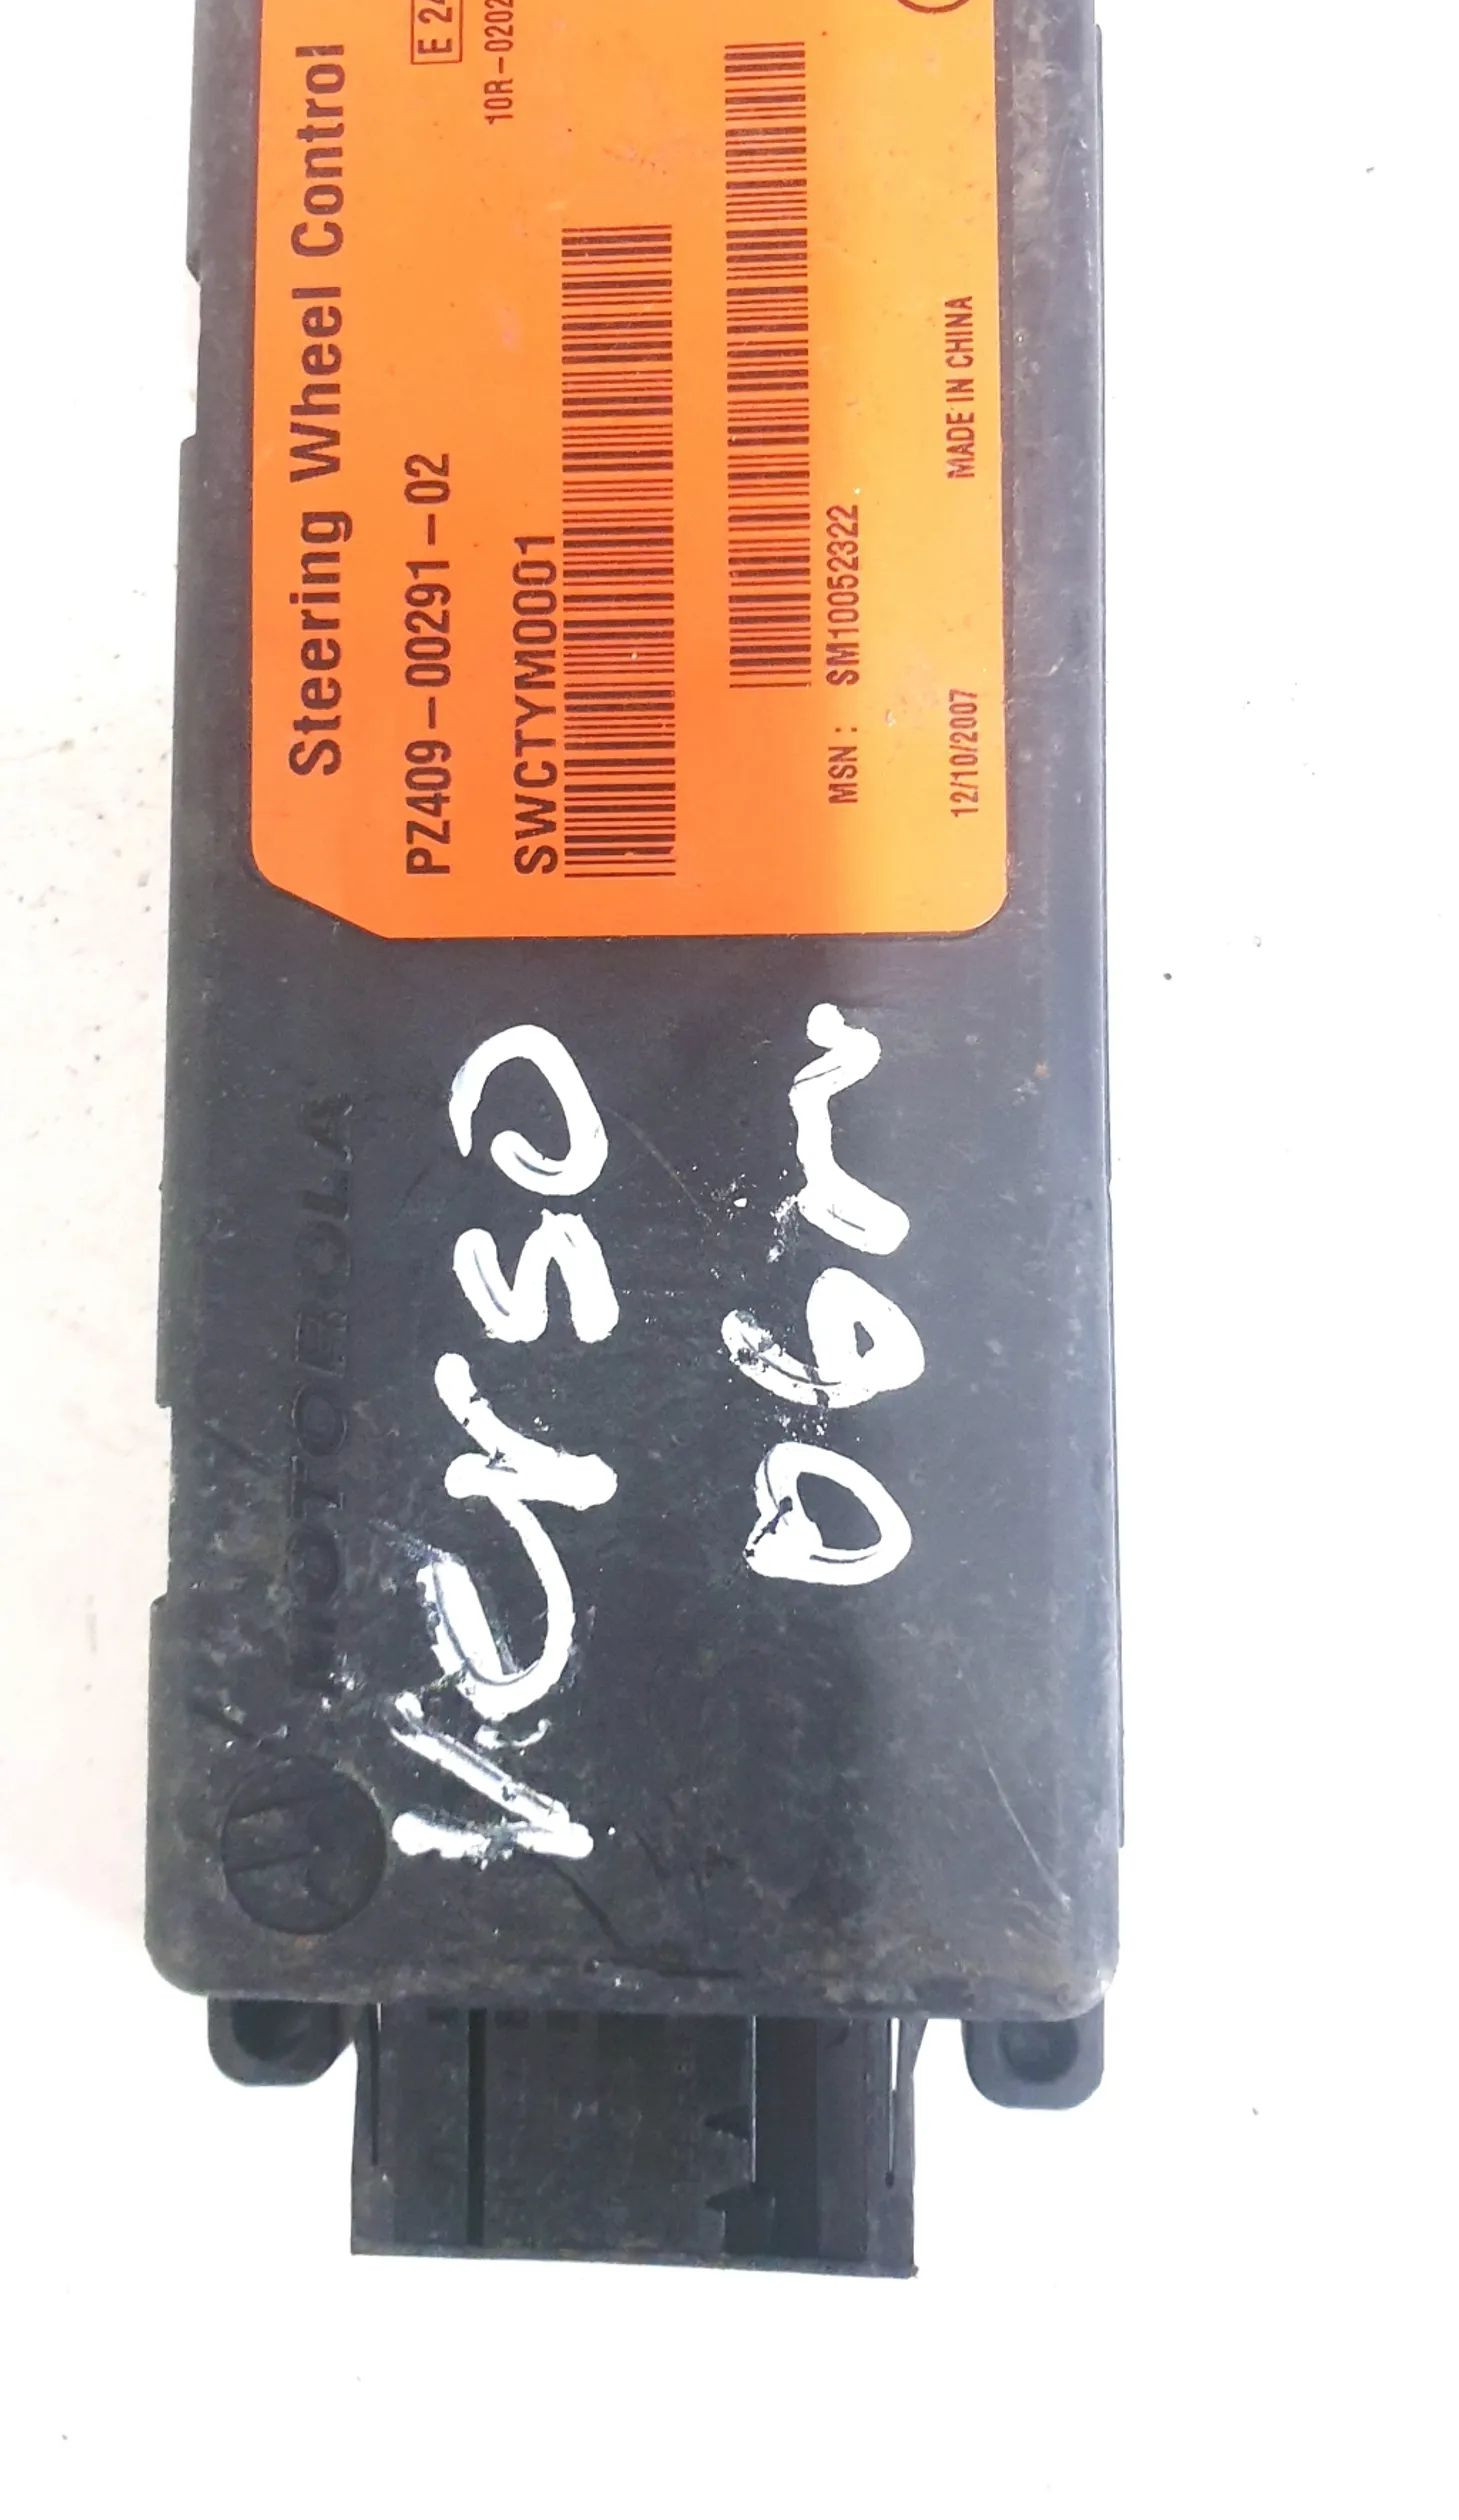 Steering Wheel Control
E 24
PZ409-00291-02
10R-0202
SWCTYM0001
MSN : SM10052322
12/10/2007 MADE IN CHINA
MOTOROLA
Verso